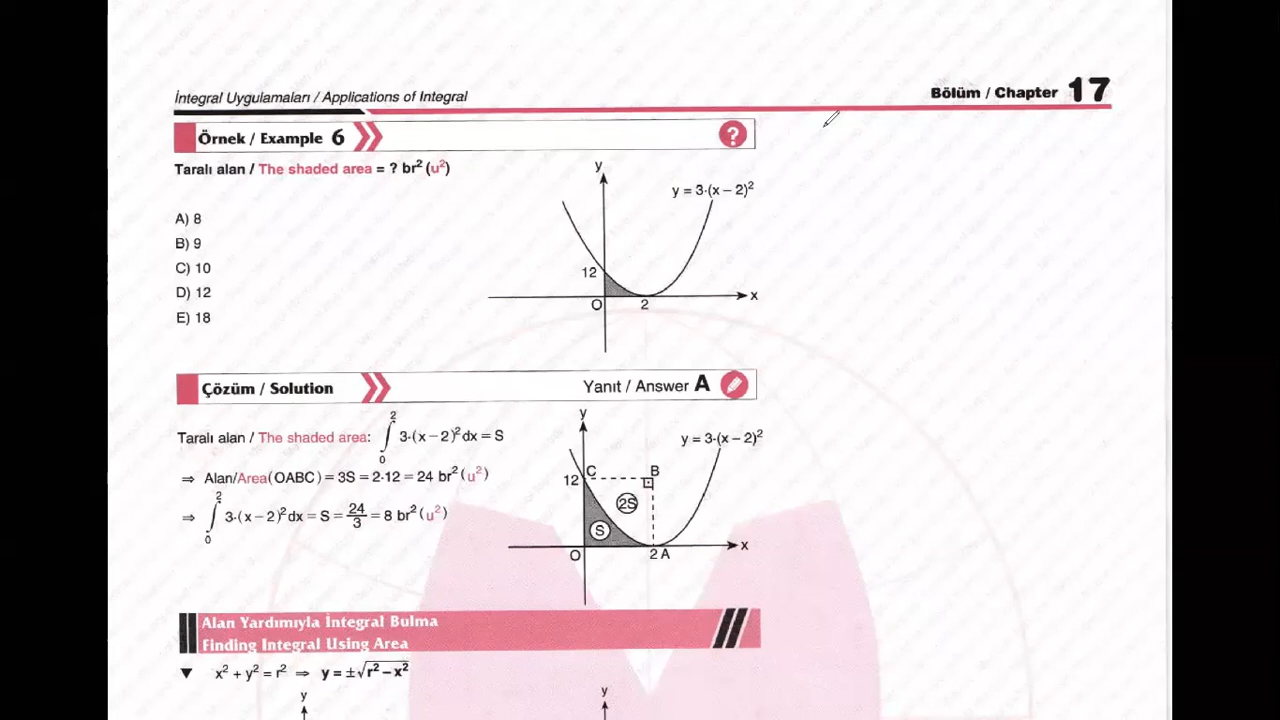 İntegral Uygulamaları / Applications of Integral
Bölüm / Chapter 17
Örnek / Example 6
?
Taralı alan / The shaded area = ? br² (u²)
A) 8
B) 9
C) 10
D) 12
E) 18
y
y = 3·(x – 2)²
12
O
2
x
Çözüm / Solution
Yanıt / Answer A
Taralı alan / The shaded area: ∫₀² 3·(x – 2)² dx = S
⇒ Alan/Area(OABC) = 3S = 2·12 = 24 br² (u²)
⇒ ∫₀² 3·(x – 2)² dx = S = 24/3 = 8 br² (u²)
y
y = 3·(x – 2)²
C
B
12
2S
S
O
2 A
x
Alan Yardımıyla İntegral Bulma
Finding Integral Using Area
▼ x² + y² = r² ⇒ y = ±√r² – x²
y
y